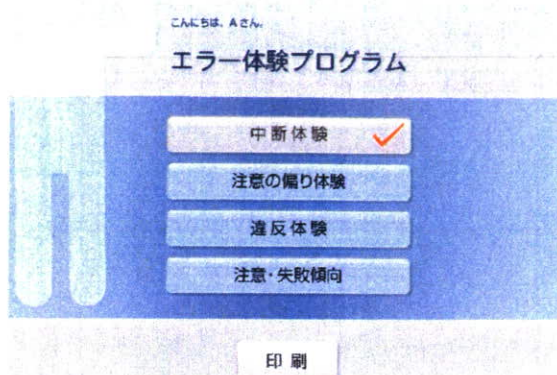 こんにちは、Aさん。
エラー体験プログラム
中断体験
注意の偏り体験
違反体験
注意・失敗傾向
印刷